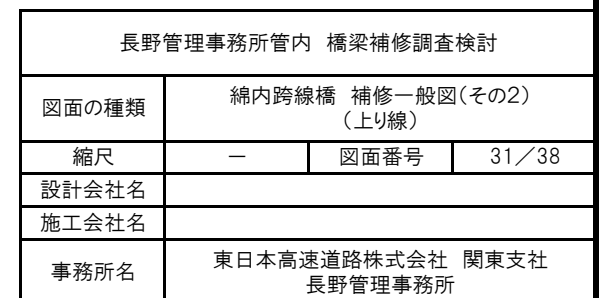 長野管理事務所管内 橋梁補修調査検討
図面の種類 綿内跨線橋 補修一般図(その2)
(上り線)
縮尺 － 図面番号 31／38
設計会社名
施工会社名
事務所名 東日本高速道路株式会社 関東支社
長野管理事務所